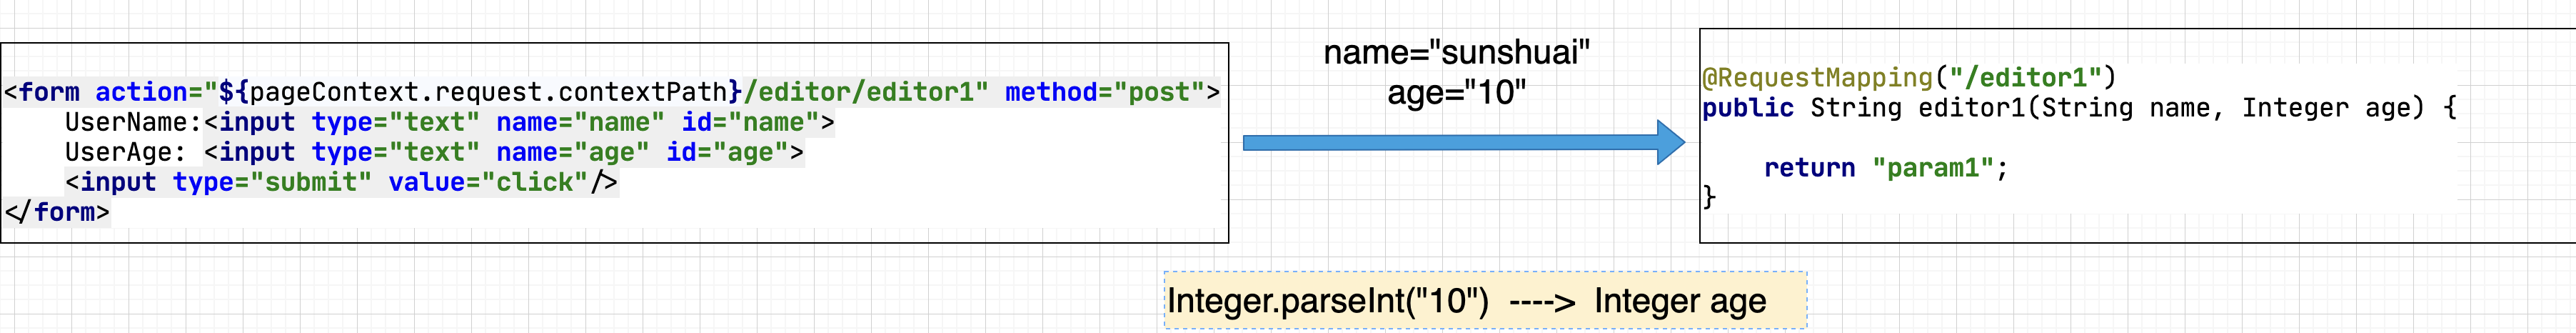 <form action="${pageContext.request.contextPath}/editor/editor1" method="post">
    UserName:<input type="text" name="name" id="name">
    UserAge: <input type="text" name="age" id="age">
    <input type="submit" value="click"/>
</form>
name="sunshuai"
age="10"
@RequestMapping("/editor1")
public String editor1(String name, Integer age) {
    return "param1";
}
Integer.parseInt("10")  ---->  Integer age